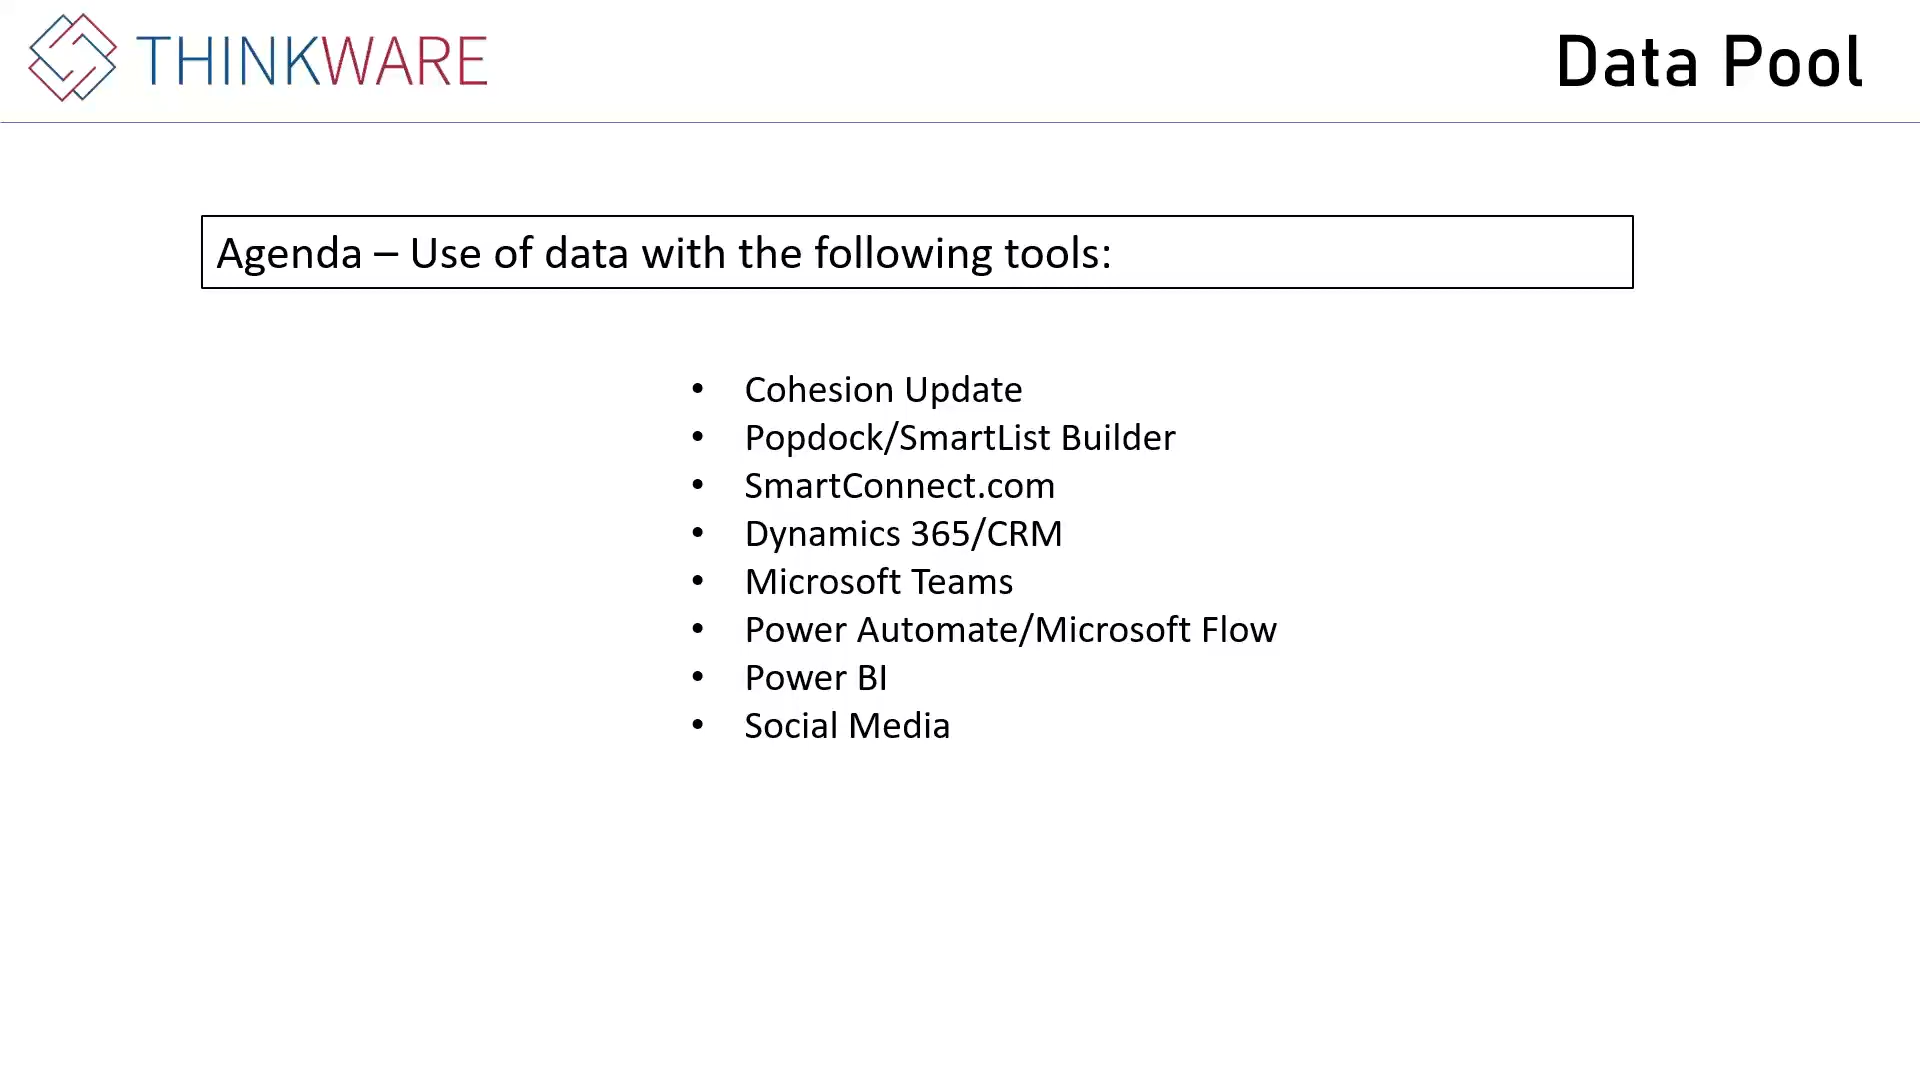 THINKWARE
Data Pool
Agenda – Use of data with the following tools:
• Cohesion Update
• Popdock/SmartList Builder
• SmartConnect.com
• Dynamics 365/CRM
• Microsoft Teams
• Power Automate/Microsoft Flow
• Power BI
• Social Media